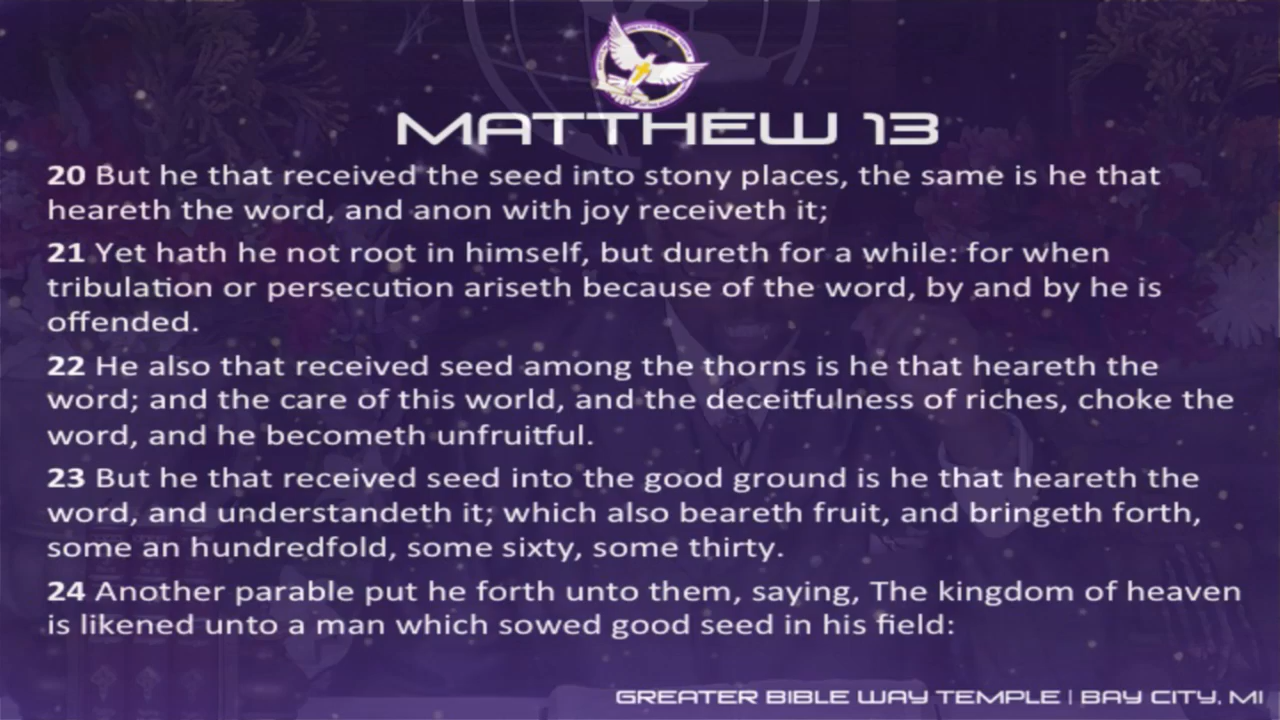 MATTHEW 13
20 But he that received the seed into stony places, the same is he that
heareth the word, and anon with joy receiveth it;
21 Yet hath he not root in himself, but dureth for a while: for when
tribulation or persecution ariseth because of the word, by and by he is
offended.
22 He also that received seed among the thorns is he that heareth the
word; and the care of this world, and the deceitfulness of riches, choke the
word, and he becometh unfruitful.
23 But he that received seed into the good ground is he that heareth the
word, and understandeth it; which also beareth fruit, and bringeth forth,
some an hundredfold, some sixty, some thirty.
24 Another parable put he forth unto them, saying, The kingdom of heaven
is likened unto a man which sowed good seed in his field:
GREATER BIBLE WAY TEMPLE | BAY CITY, MI